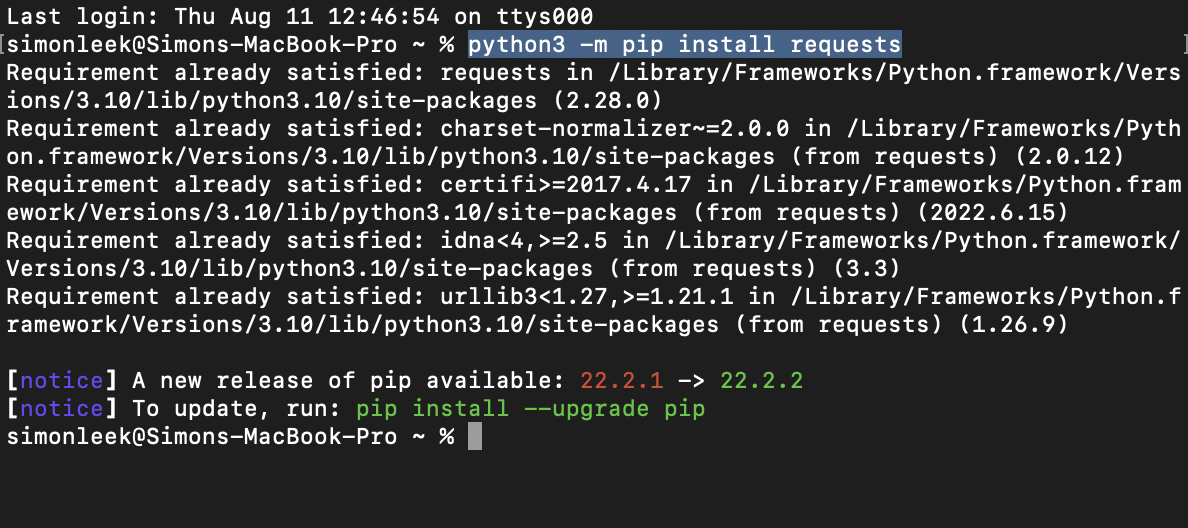 Last login: Thu Aug 11 12:46:54 on ttys000
simonleek@Simons-MacBook-Pro ~ % python3 -m pip install requests
Requirement already satisfied: requests in /Library/Frameworks/Python.framework/Vers
ions/3.10/lib/python3.10/site-packages (2.28.0)
Requirement already satisfied: charset-normalizer~=2.0.0 in /Library/Frameworks/Pyth
on.framework/Versions/3.10/lib/python3.10/site-packages (from requests) (2.0.12)
Requirement already satisfied: certifi>=2017.4.17 in /Library/Frameworks/Python.fram
ework/Versions/3.10/lib/python3.10/site-packages (from requests) (2022.6.15)
Requirement already satisfied: idna<4,>=2.5 in /Library/Frameworks/Python.framework/
Versions/3.10/lib/python3.10/site-packages (from requests) (3.3)
Requirement already satisfied: urllib3<1.27,>=1.21.1 in /Library/Frameworks/Python.f
ramework/Versions/3.10/lib/python3.10/site-packages (from requests) (1.26.9)
[notice] A new release of pip available: 22.2.1 -> 22.2.2
[notice] To update, run: pip install --upgrade pip
simonleek@Simons-MacBook-Pro ~ %